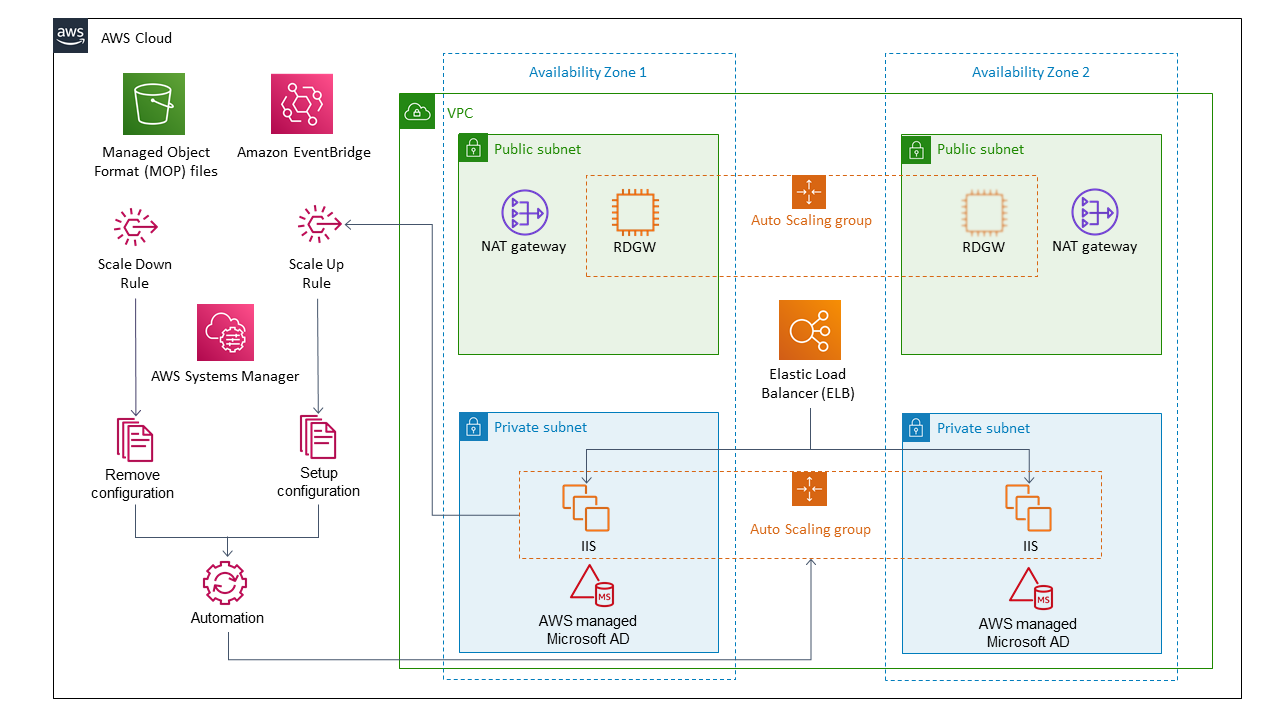 aws
AWS Cloud
Availability Zone 1
Availability Zone 2
VPC
Managed Object
Format (MOP) files
Amazon EventBridge
Public subnet
Public subnet
NAT gateway
RDGW
Auto Scaling group
RDGW
NAT gateway
Scale Down
Rule
Scale Up
Rule
AWS Systems Manager
Elastic Load
Balancer (ELB)
Private subnet
Private subnet
Remove
configuration
Setup
configuration
IIS
Auto Scaling group
IIS
MS
AWS managed
Microsoft AD
MS
AWS managed
Microsoft AD
Automation